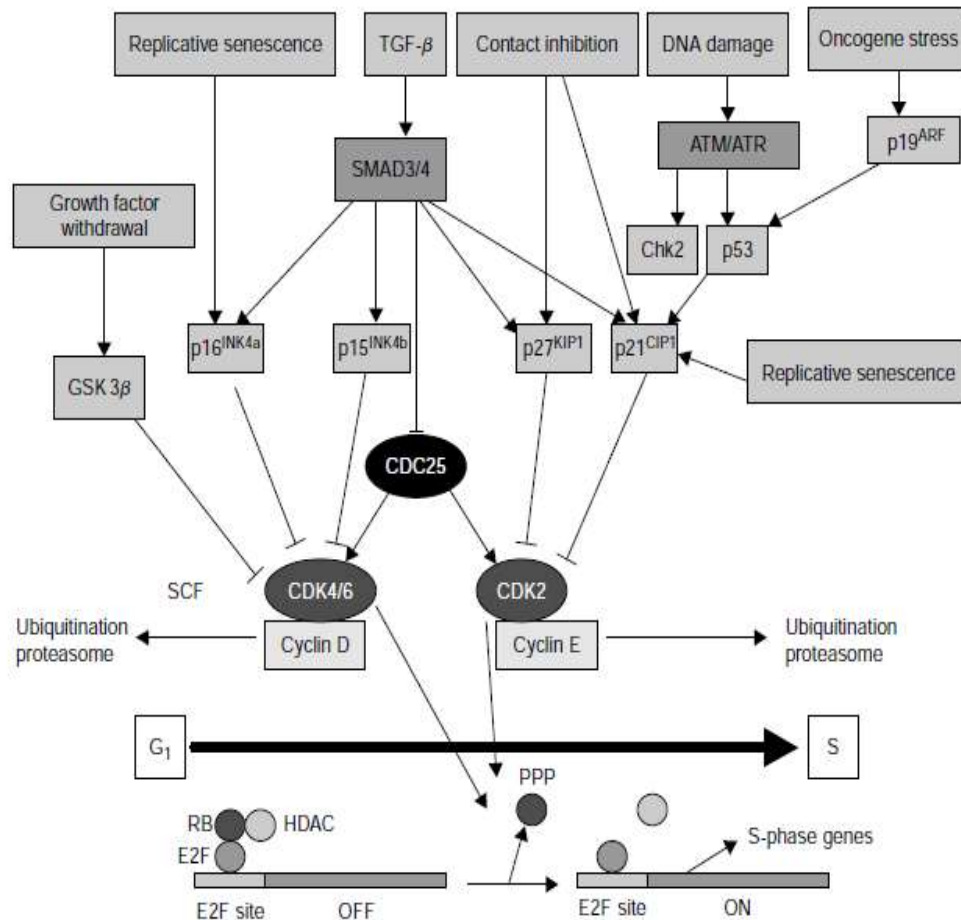 Replicative senescence
TGF-β
Contact inhibition
DNA damage
Oncogene stress
ATM/ATR
p19ARF
SMAD3/4
Growth factor
withdrawal
Chk2
p53
p16INK4a
p15INK4b
p27KIP1
p21CIP1
GSK 3β
Replicative senescence
CDC25
SCF
CDK4/6
CDK2
Ubiquitination
proteasome
Cyclin D
Cyclin E
Ubiquitination
proteasome
G1
S
PPP
RB
HDAC
S-phase genes
E2F
E2F site
OFF
E2F site
ON